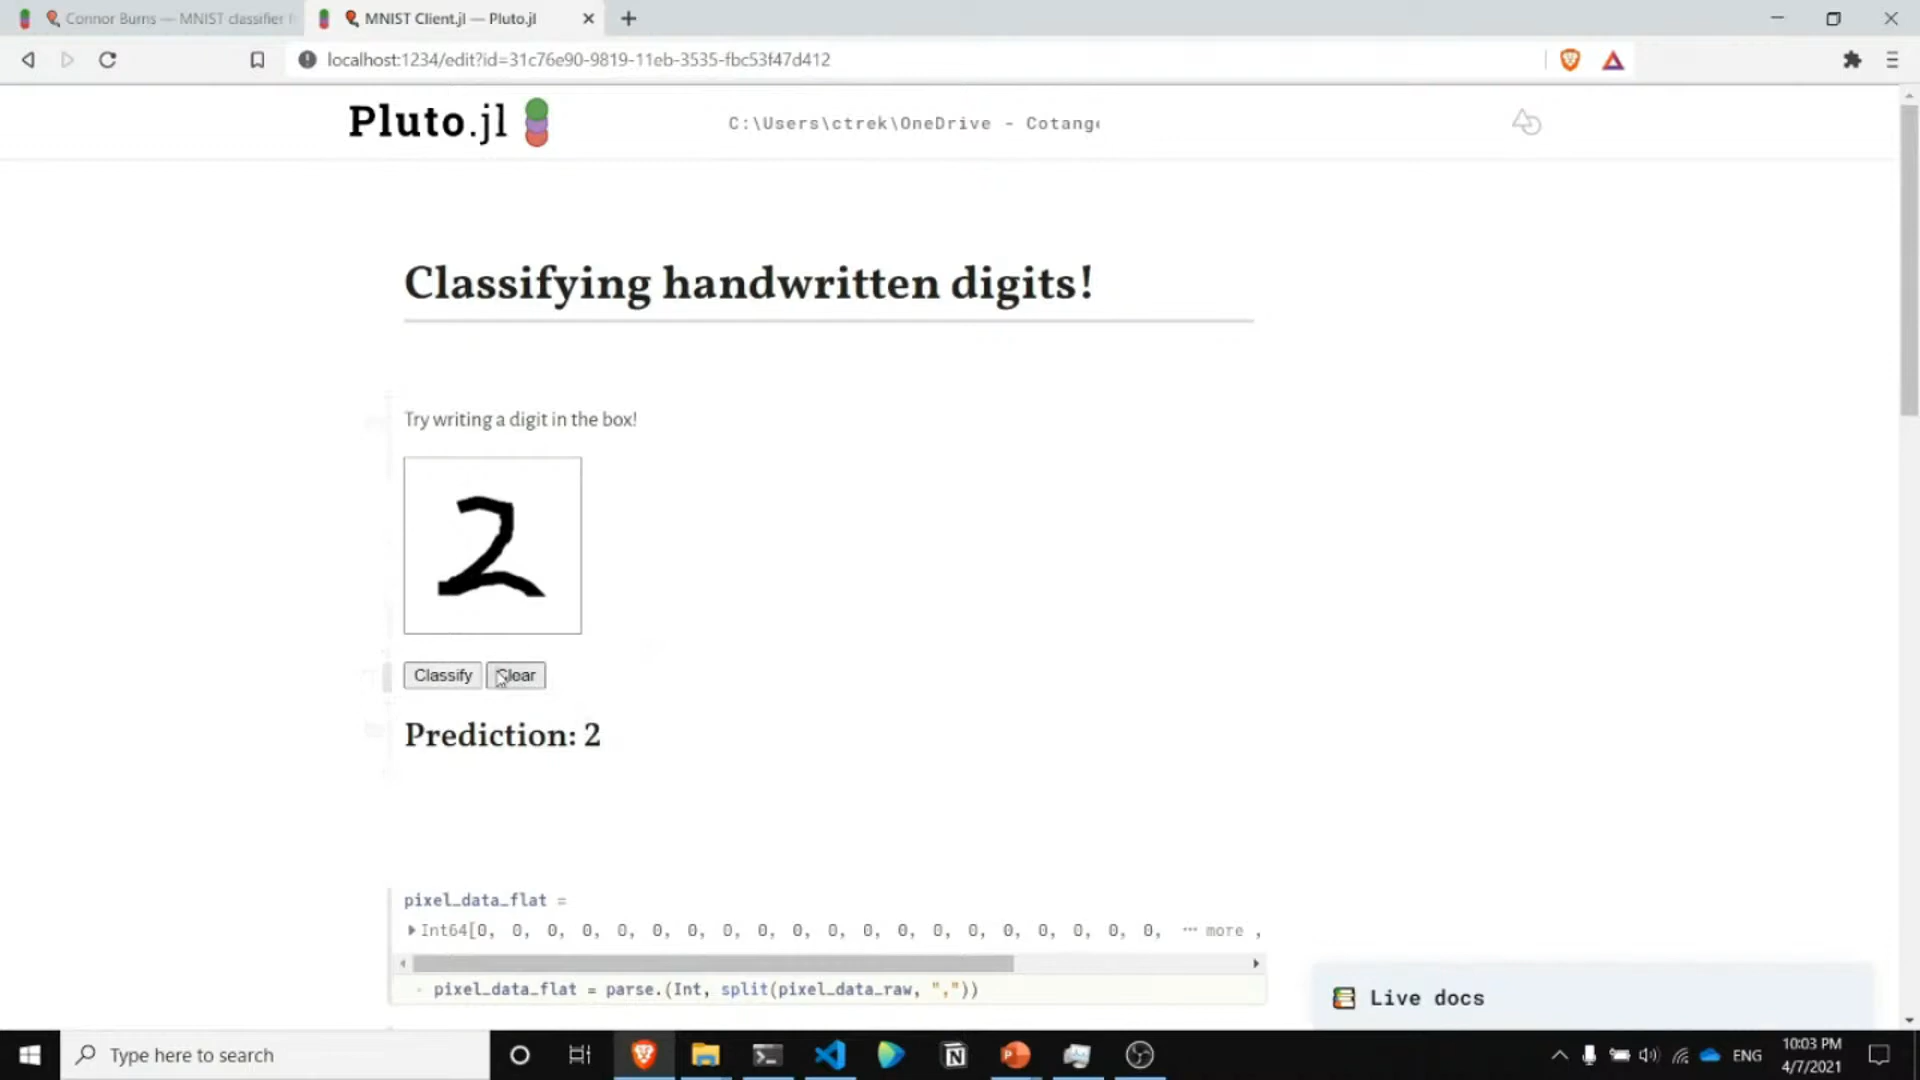 Connor Burns — MNIST classifier
MNIST Client.jl — Pluto.jl
localhost:1234/edit?id=31c76e90-9819-11eb-3535-fbc53f47d412
Pluto.jl
C:\Users\ctrek\OneDrive - Cotang
Classifying handwritten digits!
Try writing a digit in the box!
2
Classify Clear
Prediction: 2
pixel_data_flat =
Int64[0, 0, 0, 0, 0, 0, 0, 0, 0, 0, 0, 0, 0, 0, 0, 0, 0, 0, 0, 0, ··· more ,
pixel_data_flat = parse.(Int, split(pixel_data_raw, ","))
Live docs
Type here to search
ENG
10:03 PM
4/7/2021